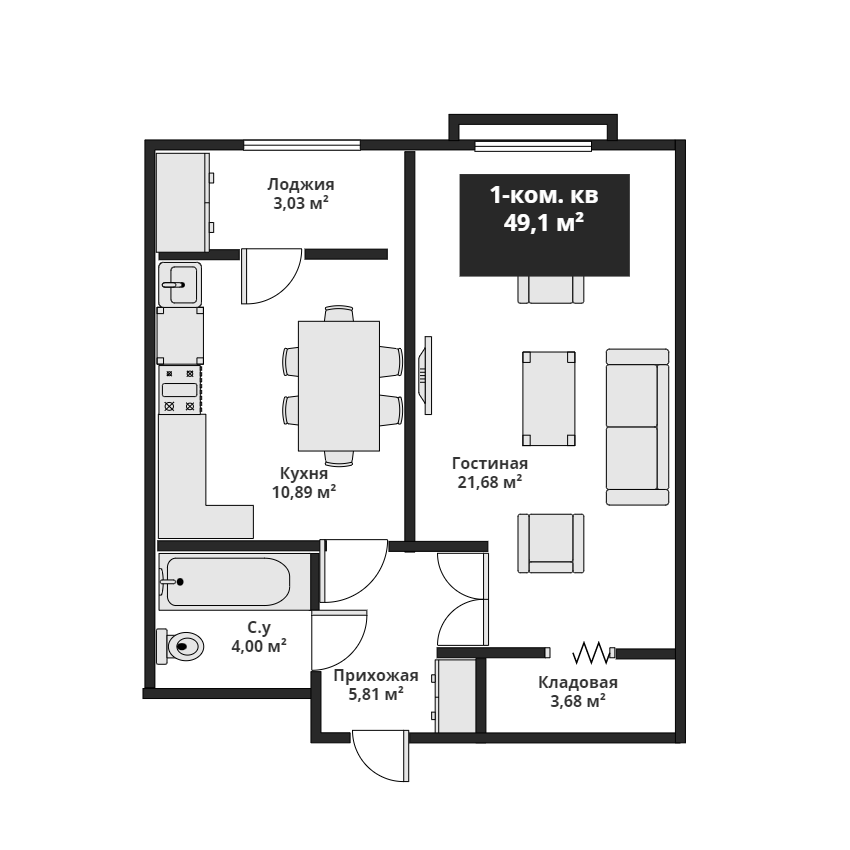 Лоджия
3,03 м²
1-ком. кв
49,1 м²
Кухня
10,89 м²
Гостиная
21,68 м²
С.у
4,00 м²
Прихожая
5,81 м²
Кладовая
3,68 м²